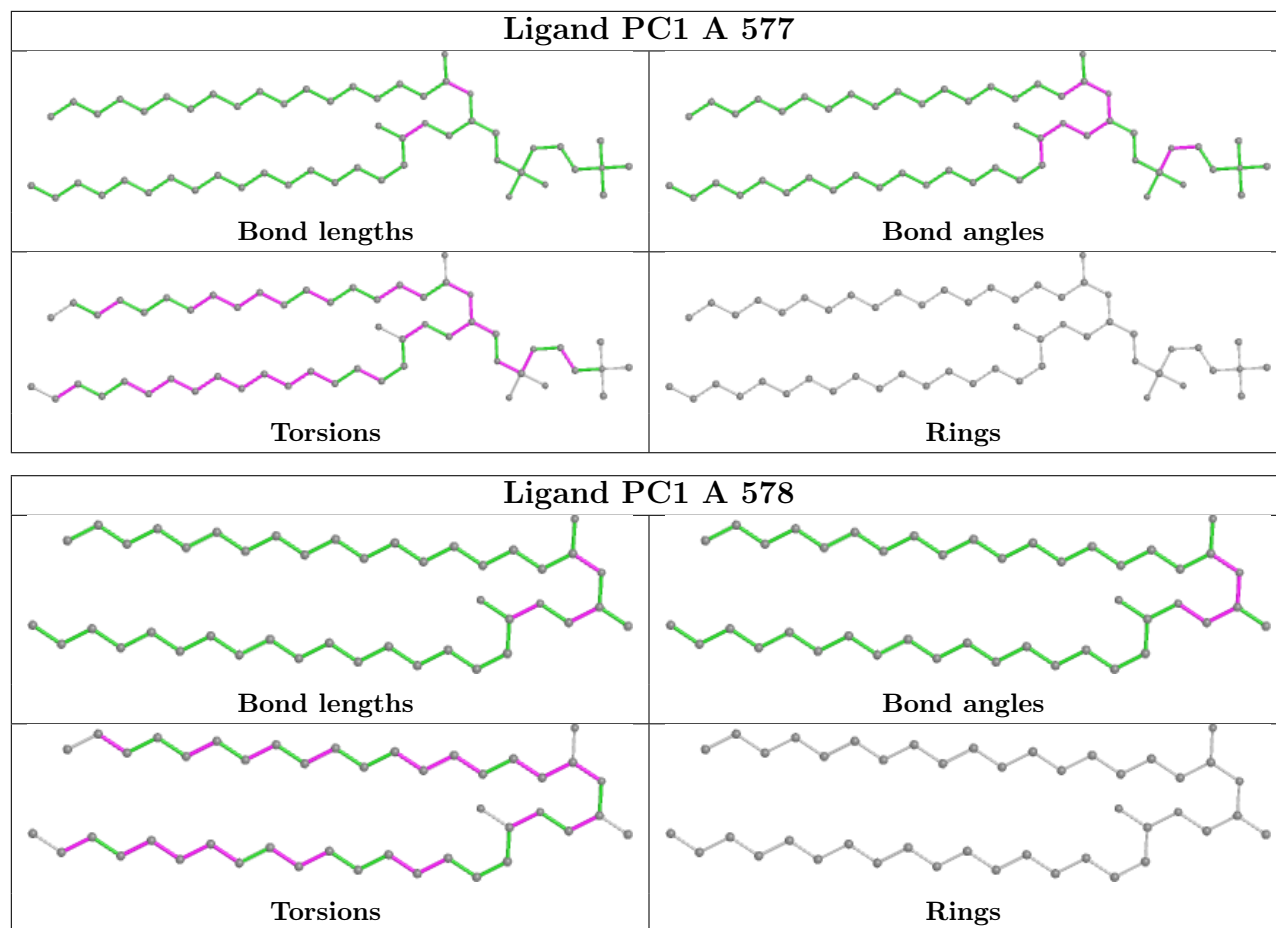 Ligand PC1 A 577
Bond lengths
Bond angles
Torsions
Rings
Ligand PC1 A 578
Bond lengths
Bond angles
Torsions
Rings